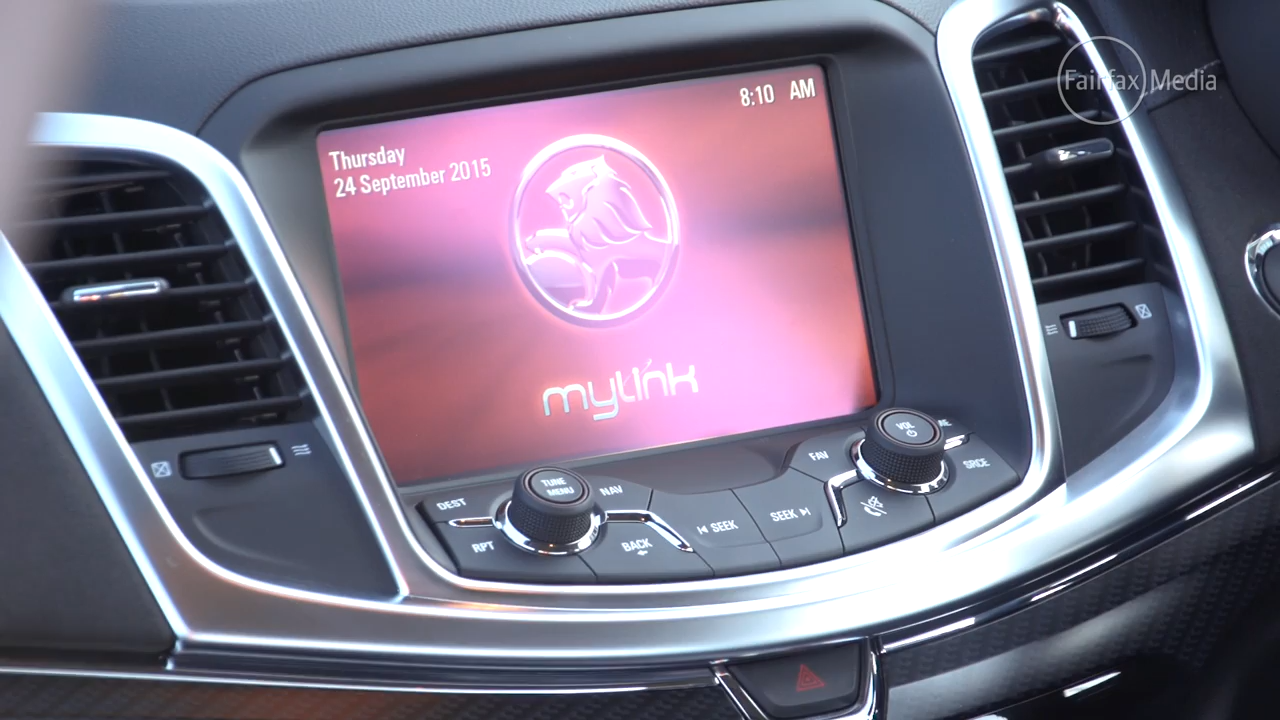 Fairfax Media
8:10 AM
Thursday
24 September 2015
mylink
VOL
FAV
SRCE
TUNE
MENU
NAV
DEST
SEEK
SEEK
RPT
BACK